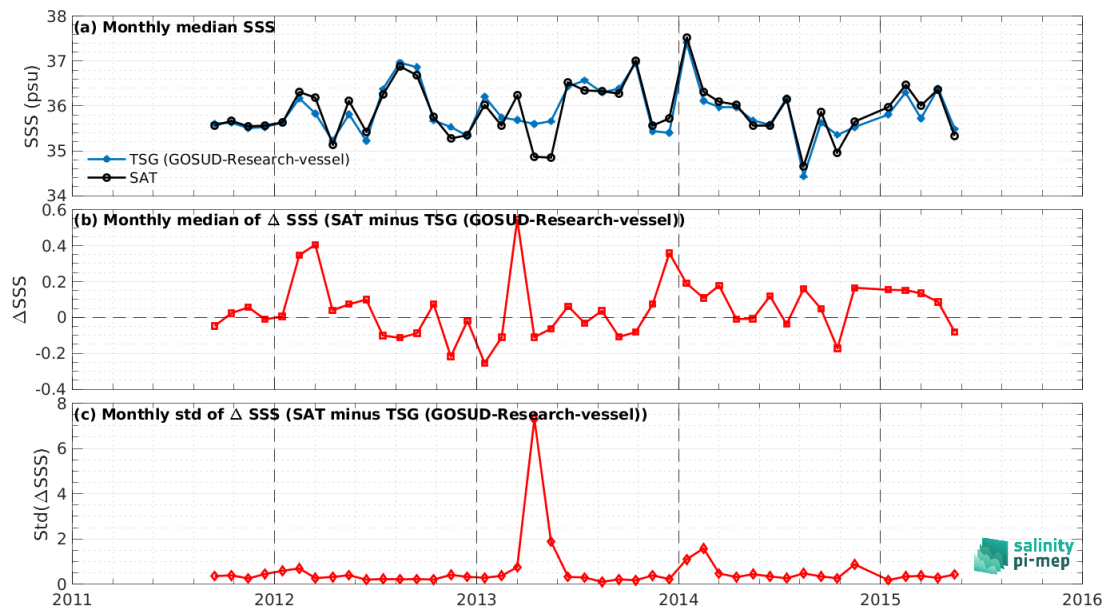 38
(a) Monthly median SSS
37
36
35
34
SSS (psu)
TSG (GOSUD-Research-vessel)
SAT
0.6
(b) Monthly median of Δ SSS (SAT minus TSG (GOSUD-Research-vessel))
0.4
0.2
0
-0.2
-0.4
ΔSSS
8
(c) Monthly std of Δ SSS (SAT minus TSG (GOSUD-Research-vessel))
6
4
2
0
Std(ΔSSS)
salinity
pi-mep
2011 2012 2013 2014 2015 2016